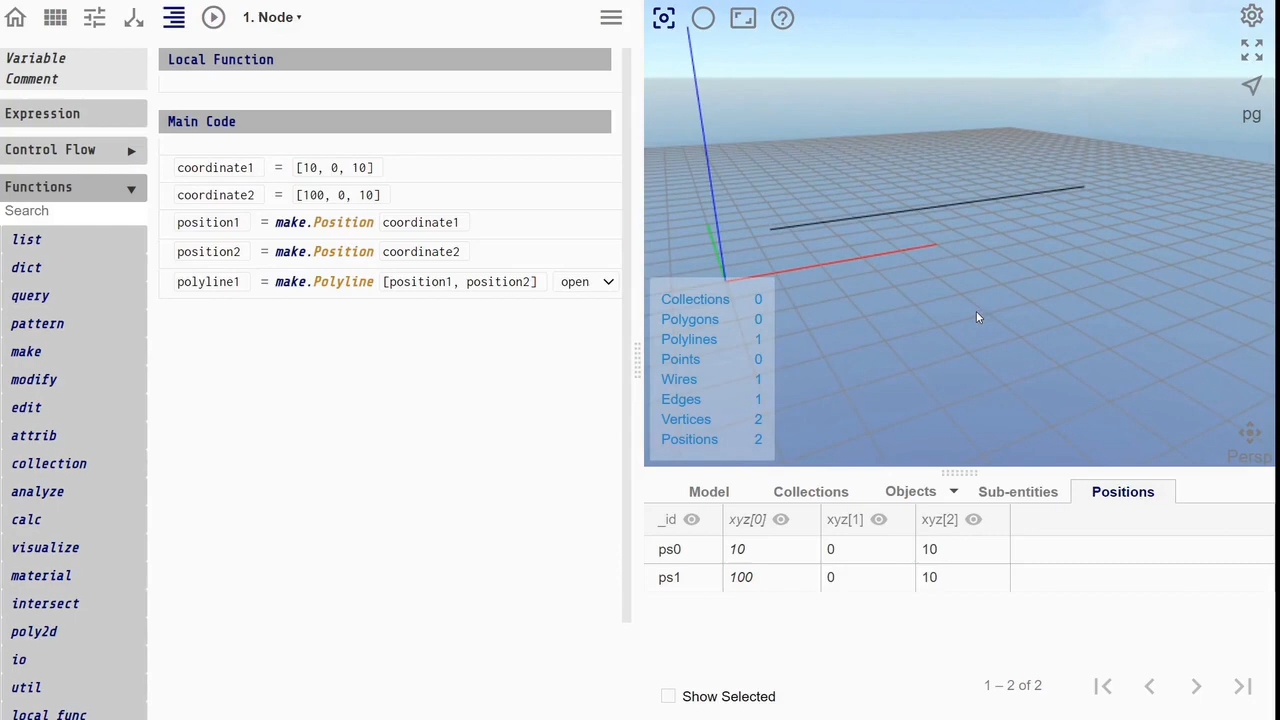 1. Node ▾
Variable
Comment
Expression
Control Flow ▶
Functions ▼
Search
list
dict
query
pattern
make
modify
edit
attrib
collection
analyze
calc
visualize
material
intersect
poly2d
io
util
local func
Local Function
Main Code
coordinate1 = [10, 0, 10]
coordinate2 = [100, 0, 10]
position1 = make.Position coordinate1
position2 = make.Position coordinate2
polyline1 = make.Polyline [position1, position2] open
pg
Persp
Collections 0
Polygons 0
Polylines 1
Points 0
Wires 1
Edges 1
Vertices 2
Positions 2
Model Collections Objects Sub-entities Positions
_id xyz[0] xyz[1] xyz[2]
ps0 10 0 10
ps1 100 0 10
1 – 2 of 2
Show Selected